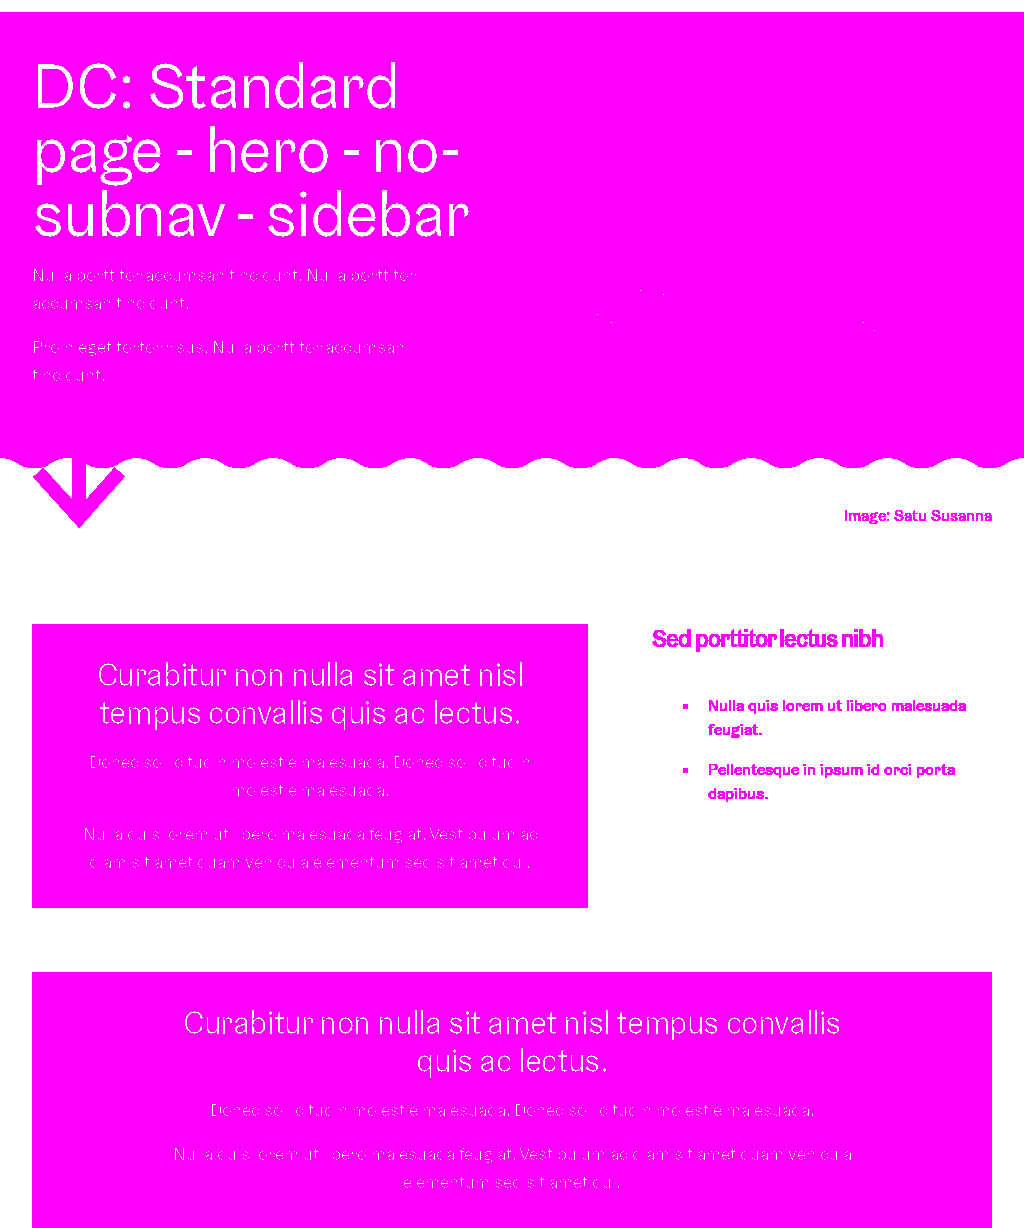 DC: Standard
page - hero - no-
subnav - sidebar
Nulla porttitor accumsan tincidunt. Nulla porttitor
accumsan tincidunt.
Proin eget tortor risus. Nulla porttitor accumsan
tincidunt.
Image: Satu Susanna
Curabitur non nulla sit amet nisl
tempus convallis quis ac lectus.
Donec sollicitudin molestie malesuada. Donec sollicitudin
molestie malesuada.
Nulla quis lorem ut libero malesuada feugiat. Vestibulum ac
diam sit amet quam vehicula elementum sed sit amet dui.
Sed porttitor lectus nibh
Nulla quis lorem ut libero malesuada
feugiat.
Pellentesque in ipsum id orci porta
dapibus.
Curabitur non nulla sit amet nisl tempus convallis
quis ac lectus.
Donec sollicitudin molestie malesuada. Donec sollicitudin molestie malesuada.
Nulla quis lorem ut libero malesuada feugiat. Vestibulum ac diam sit amet quam vehicula
elementum sed sit amet dui.